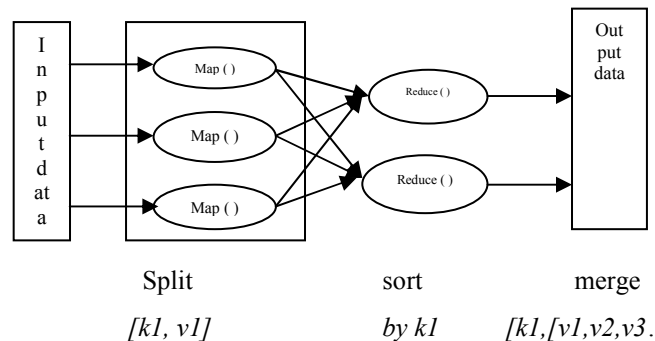 I
n
p
u
t
d
at
a
Map ( )
Map ( )
Map ( )
Reduce ( )
Reduce ( )
Out
put
data
Split
sort
merge
[k1, v1]
by k1
[k1,[v1,v2,v3.